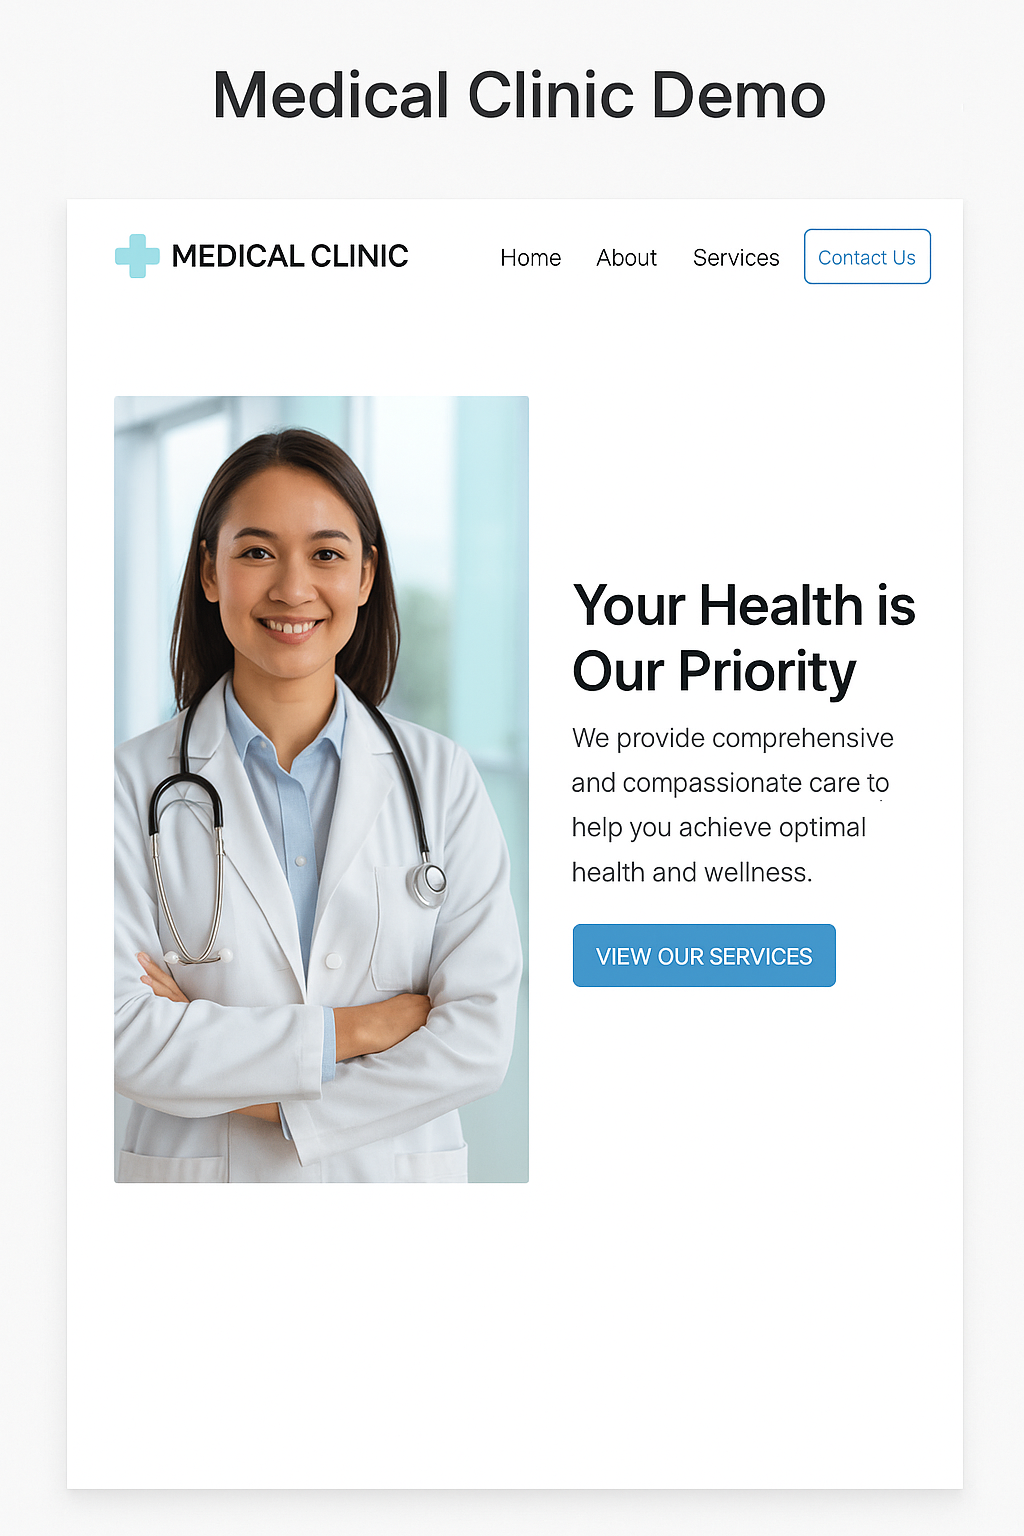 Medical Clinic Demo
MEDICAL CLINIC
Home
About
Services
Contact Us
Your Health is
Our Priority
We provide comprehensive
and compassionate care to
help you achieve optimal
health and wellness.
VIEW OUR SERVICES